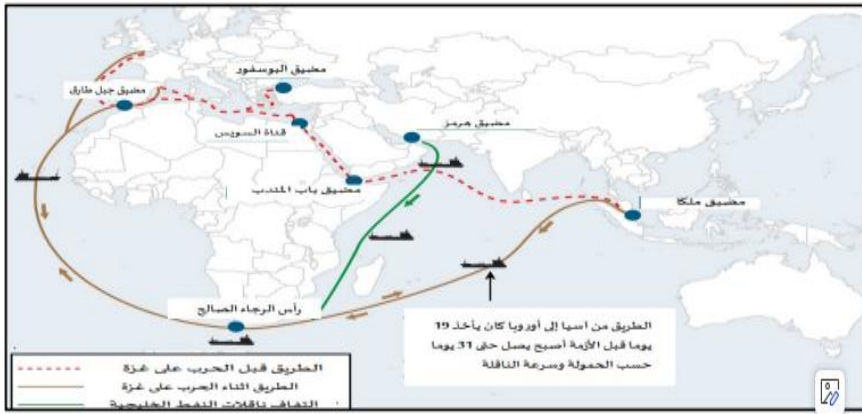 مضيق البوسفور
مضيق جبل طارق
مضيق هرمز
قناة السويس
مضيق باب المندب
مضيق ملكا
رأس الرجاء الصالح
الطريق من آسيا إلى أوروبا كان يأخذ 19
يوما قبل الأزمة أصبح يصل حتى 31 يوما
حسب الحمولة وسرعة الناقلة
الطريق قبل الحرب على غزة
الطريق اثناء الحرب على غزة
التفاف ناقلات النفط الخليجية